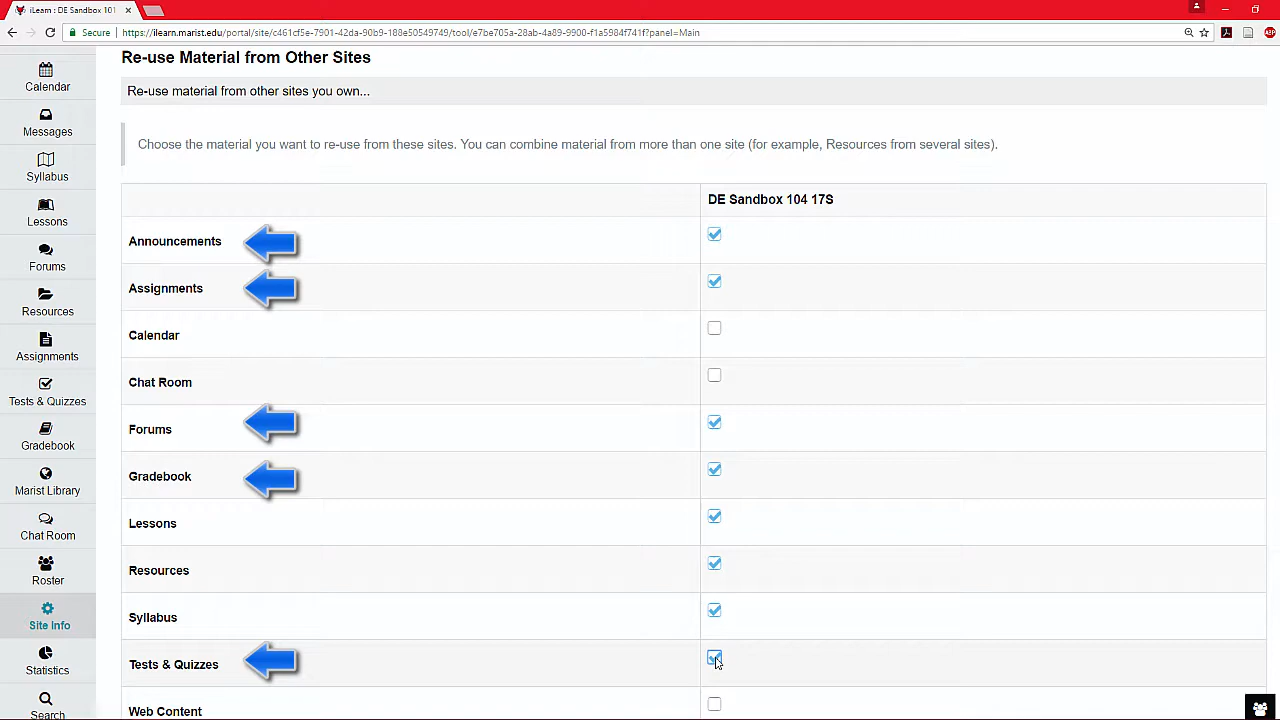 iLearn : DE Sandbox 101
Secure
https://ilearn.marist.edu/portal/site/c461cf5e-7901-42da-90b9-188e50549749/tool/e7be705a-28ab-4a89-9900-f1a5984f741f?panel=Main
ABP
Calendar
Messages
Syllabus
Lessons
Forums
Resources
Assignments
Tests & Quizzes
Gradebook
Marist Library
Chat Room
Roster
Site Info
Statistics
Search
Re-use Material from Other Sites
Re-use material from other sites you own...
Choose the material you want to re-use from these sites. You can combine material from more than one site (for example, Resources from several sites).
DE Sandbox 104 17S
Announcements
Assignments
Calendar
Chat Room
Forums
Gradebook
Lessons
Resources
Syllabus
Tests & Quizzes
Web Content